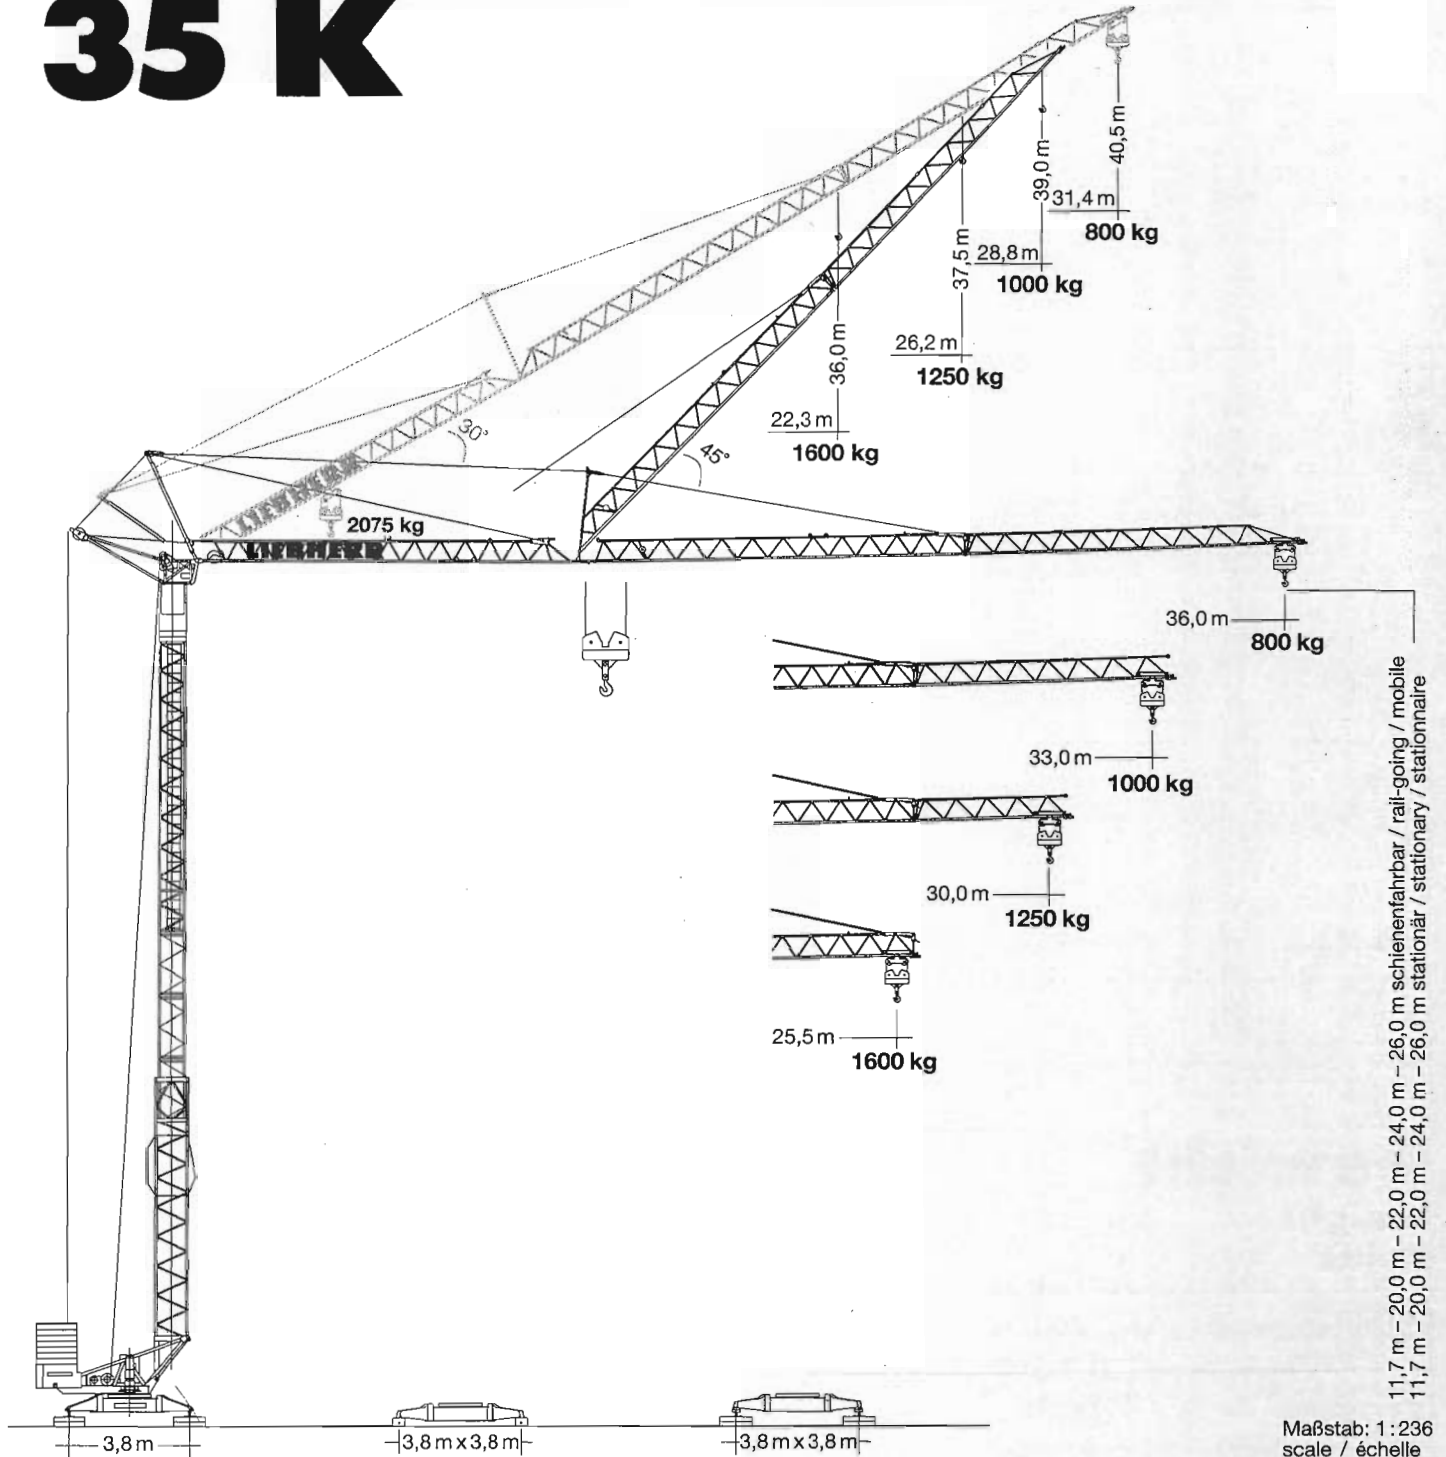 35 K
40,5 m
31,4 m
800 kg
39,0 m
28,8 m
1000 kg
37,5 m
26,2 m
1250 kg
36,0 m
22,3 m
1600 kg
30°
45°
LIEBHERR
2075 kg
LIEBHERR
36,0 m
800 kg
33,0 m
1000 kg
30,0 m
1250 kg
25,5 m
1600 kg
11,7 m – 20,0 m – 22,0 m – 24,0 m – 26,0 m schienenfahrbar / rail-going / mobile
11,7 m – 20,0 m – 22,0 m – 24,0 m – 26,0 m stationär / stationary / stationnaire
3,8 m
3,8 m x 3,8 m
3,8 m x 3,8 m
Maßstab: 1:236
scale / échelle